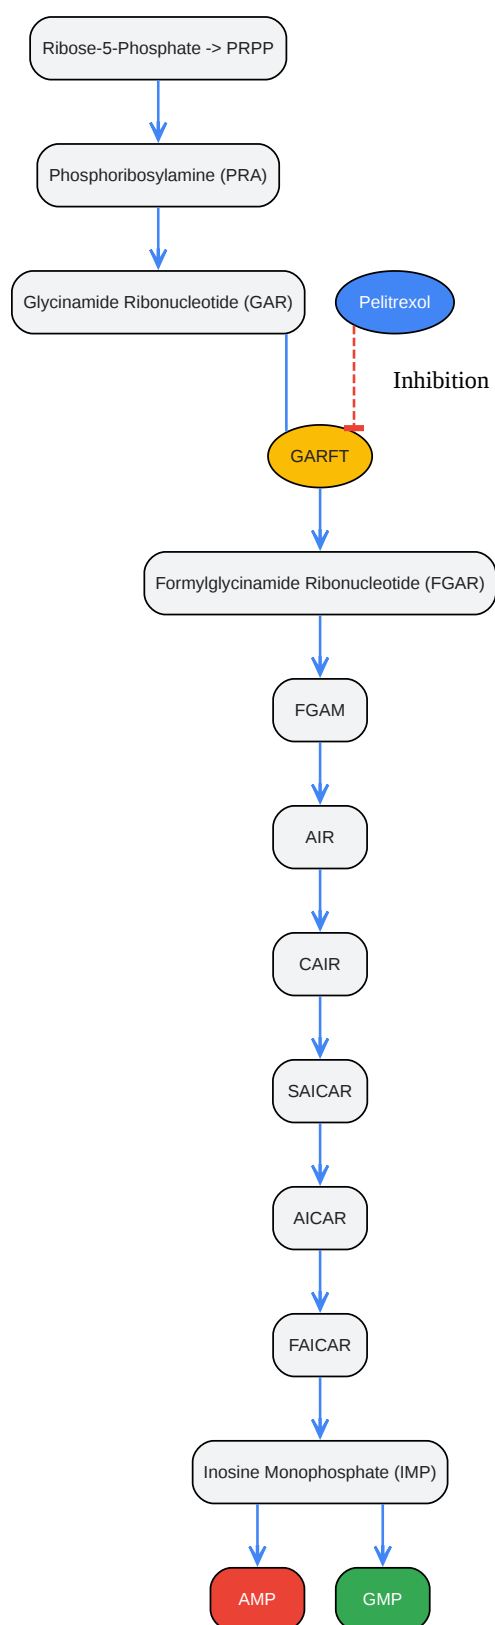 Ribose-5-Phosphate -> PRPP
Phosphoribosylamine (PRA)
Glycinamide Ribonucleotide (GAR)
Pelitrexol
Inhibition
GARFT
Formylglycinamide Ribonucleotide (FGAR)
FGAM
AIR
CAIR
SAICAR
AICAR
FAICAR
Inosine Monophosphate (IMP)
AMP
GMP